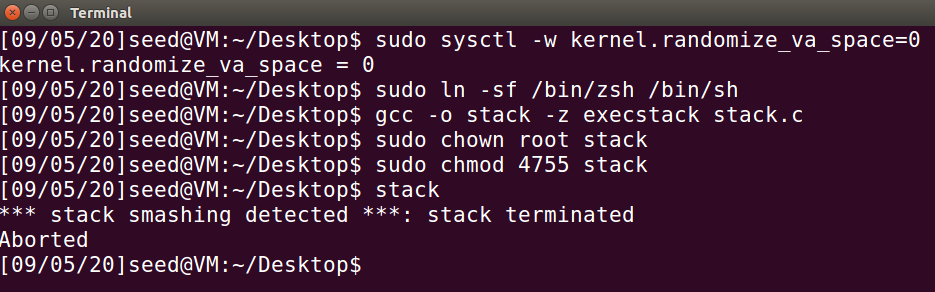 Terminal
[09/05/20]seed@VM:~/Desktop$ sudo sysctl -w kernel.randomize_va_space=0
kernel.randomize_va_space = 0
[09/05/20]seed@VM:~/Desktop$ sudo ln -sf /bin/zsh /bin/sh
[09/05/20]seed@VM:~/Desktop$ gcc -o stack -z execstack stack.c
[09/05/20]seed@VM:~/Desktop$ sudo chown root stack
[09/05/20]seed@VM:~/Desktop$ sudo chmod 4755 stack
[09/05/20]seed@VM:~/Desktop$ stack
*** stack smashing detected ***: stack terminated
Aborted
[09/05/20]seed@VM:~/Desktop$